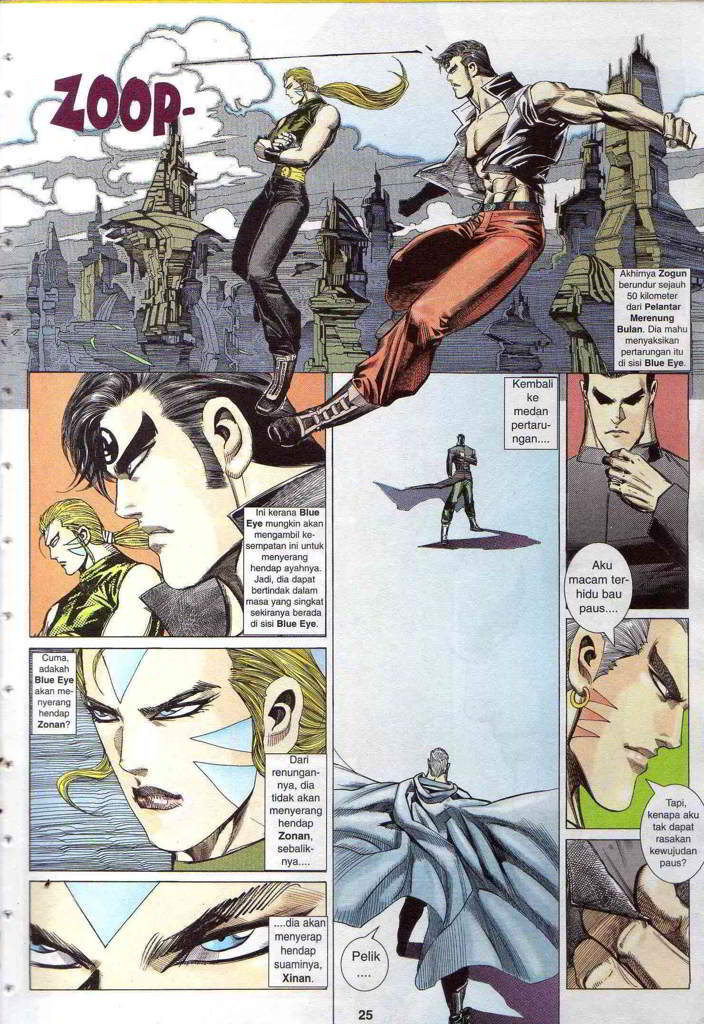 ZOOP-
Akhirnya Zogun
berundur sejauh
50 kilometer
dari Pelantar
Merenung
Bulan. Dia mahu
menyaksikan
pertarungan itu
di sisi Blue Eye.
Ini kerana Blue
Eye mungkin akan
mengambil ke-
sempatan ini untuk
menyerang
hendap ayahnya.
Jadi, dia dapat
bertindak dalam
masa yang singkat
sekiranya berada
di sisi Blue Eye.
Cuma,
adakah
Blue Eye
akan me-
nyerang
hendap
Zonan?
Dari
renungan-
nya, dia
tidak akan
menyerang
hendap
Zonan,
sebalik-
nya....
....dia akan
menyerap
hendap
suaminya,
Xinan.
Kembali
ke
medan
pertaru-
ngan....
Pelik
....
Aku
macam ter-
hidu bau
paus....
Tapi,
kenapa aku
tak dapat
rasakan
kewujudan
paus?
25